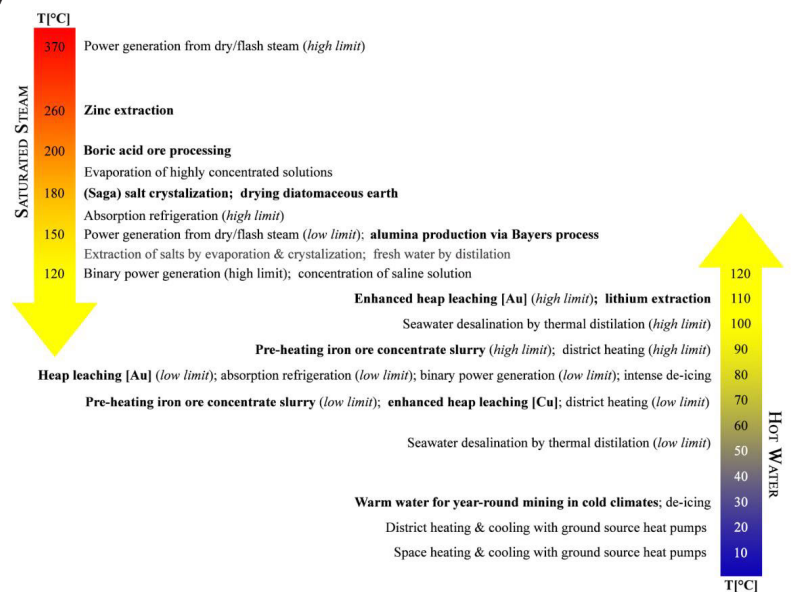 T[°C]
370 Power generation from dry/flash steam (high limit)
260 Zinc extraction
200 Boric acid ore processing
Evaporation of highly concentrated solutions
180 (Saga) salt crystalization; drying diatomaceous earth
Absorption refrigeration (high limit)
150 Power generation from dry/flash steam (low limit); alumina production via Bayers process
Extraction of salts by evaporation & crystalization; fresh water by distilation
120 Binary power generation (high limit); concentration of saline solution
SATURATED STEAM
120
Enhanced heap leaching [Au] (high limit); lithium extraction 110
Seawater desalination by thermal distilation (high limit) 100
Pre-heating iron ore concentrate slurry (high limit); district heating (high limit) 90
Heap leaching [Au] (low limit); absorption refrigeration (low limit); binary power generation (low limit); intense de-icing 80
Pre-heating iron ore concentrate slurry (low limit); enhanced heap leaching [Cu]; district heating (low limit) 70
60
Seawater desalination by thermal distilation (low limit) 50
40
Warm water for year-round mining in cold climates; de-icing 30
District heating & cooling with ground source heat pumps 20
Space heating & cooling with ground source heat pumps 10
HOT WATER
T[°C]